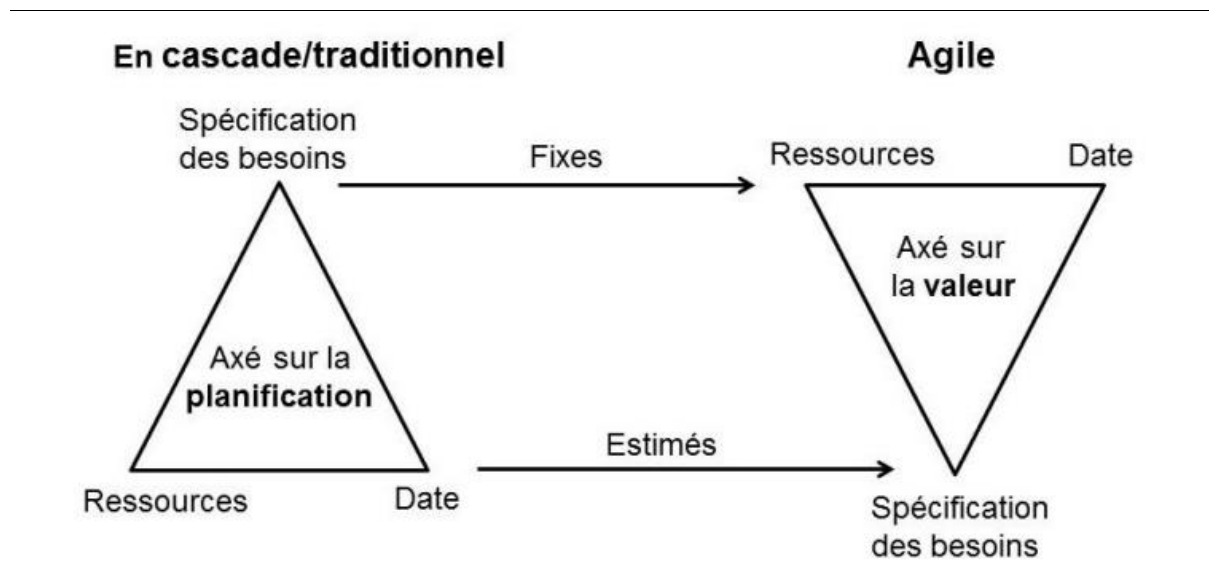 En cascade/traditionnel
Agile
Spécification
des besoins
Fixes
Ressources
Date
Axé sur
la valeur
Axé sur la
planification
Estimés
Ressources
Date
Spécification
des besoins